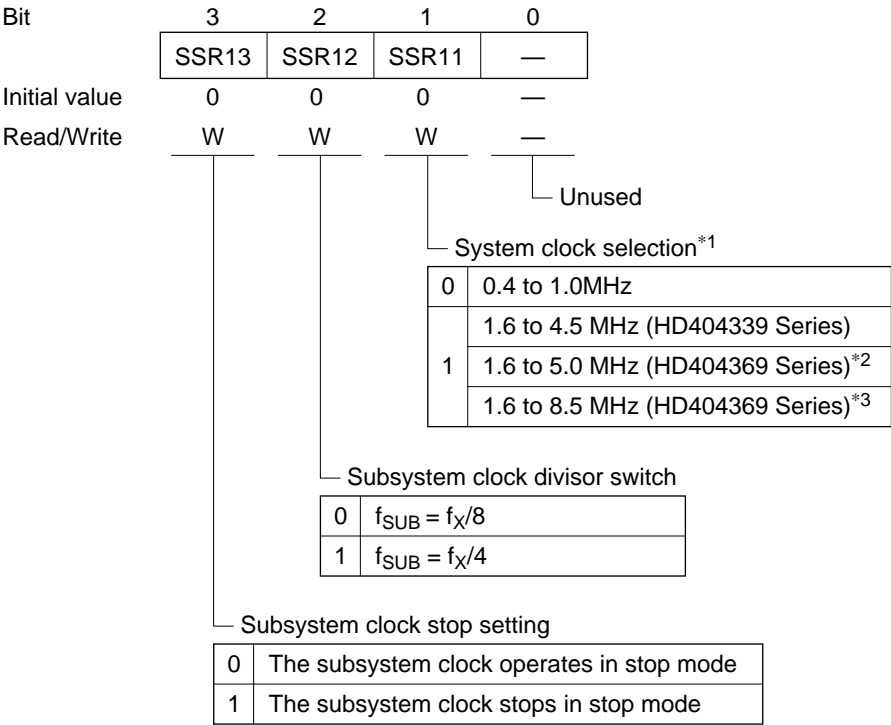 Bit 3 2 1 0
SSR13 SSR12 SSR11 —
Initial value 0 0 0 —
Read/Write W W W —
Unused
System clock selection*1
0 0.4 to 1.0MHz
1.6 to 4.5 MHz (HD404339 Series)
1 1.6 to 5.0 MHz (HD404369 Series)*2
1.6 to 8.5 MHz (HD404369 Series)*3
Subsystem clock divisor switch
0 fSUB = fX/8
1 fSUB = fX/4
Subsystem clock stop setting
0 The subsystem clock operates in stop mode
1 The subsystem clock stops in stop mode